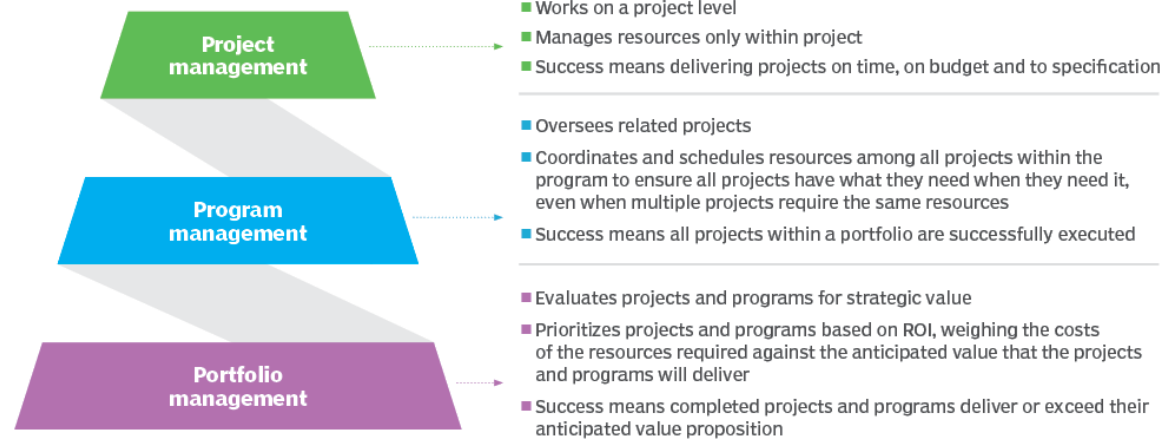 Project
management
■ Works on a project level
■ Manages resources only within project
■ Success means delivering projects on time, on budget and to specification
Program
management
■ Oversees related projects
■ Coordinates and schedules resources among all projects within the
program to ensure all projects have what they need when they need it,
even when multiple projects require the same resources
■ Success means all projects within a portfolio are successfully executed
Portfolio
management
■ Evaluates projects and programs for strategic value
■ Prioritizes projects and programs based on ROI, weighing the costs
of the resources required against the anticipated value that the projects
and programs will deliver
■ Success means completed projects and programs deliver or exceed their
anticipated value proposition